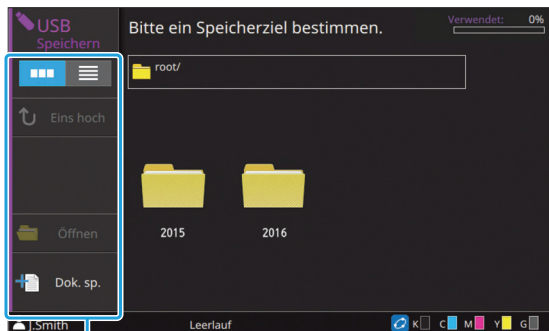 USB
Speichern
Bitte ein Speicherziel bestimmen.
Verwendet: 0%
root/
Eins hoch
Öffnen
Dok. sp.
2015
2016
J.Smith
Leerlauf
K C M Y G